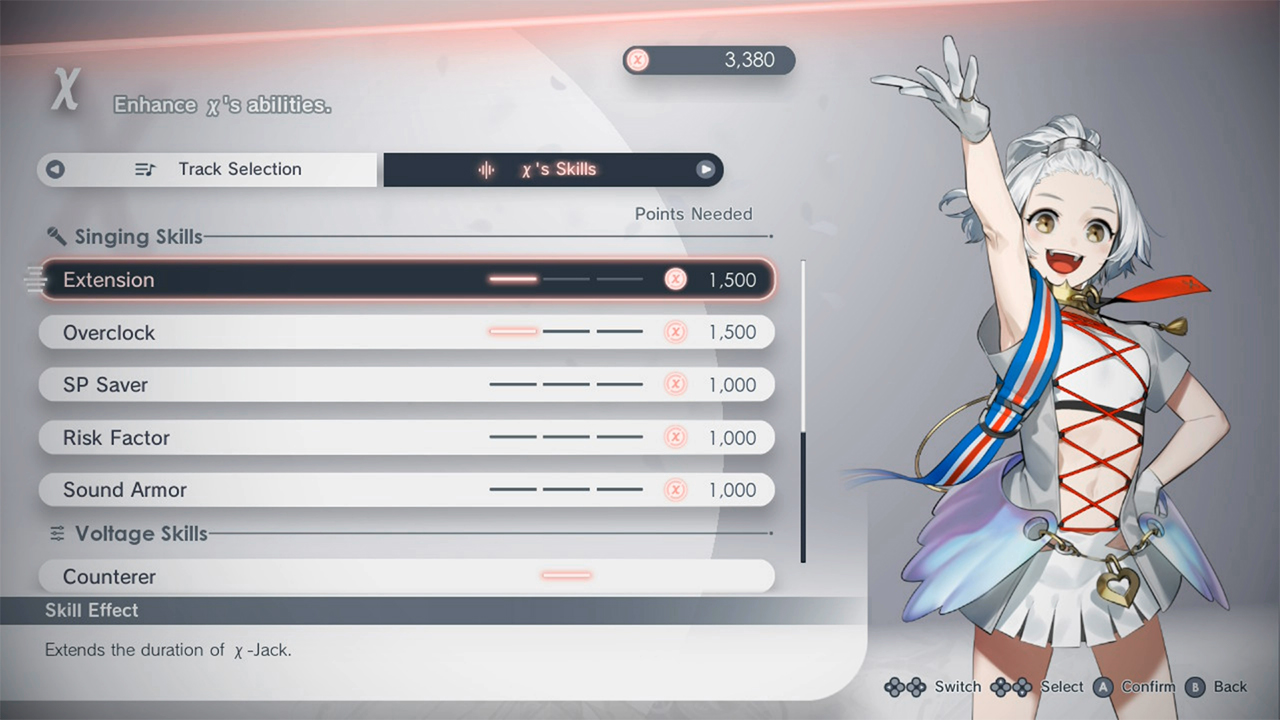 χ
3,380
Enhance χ's abilities.
Track Selection
χ's Skills
Points Needed
Singing Skills
Extension χ 1,500
Overclock χ 1,500
SP Saver χ 1,000
Risk Factor χ 1,000
Sound Armor χ 1,000
Voltage Skills
Counterer
Skill Effect
Extends the duration of χ-Jack.
Switch Select A Confirm B Back